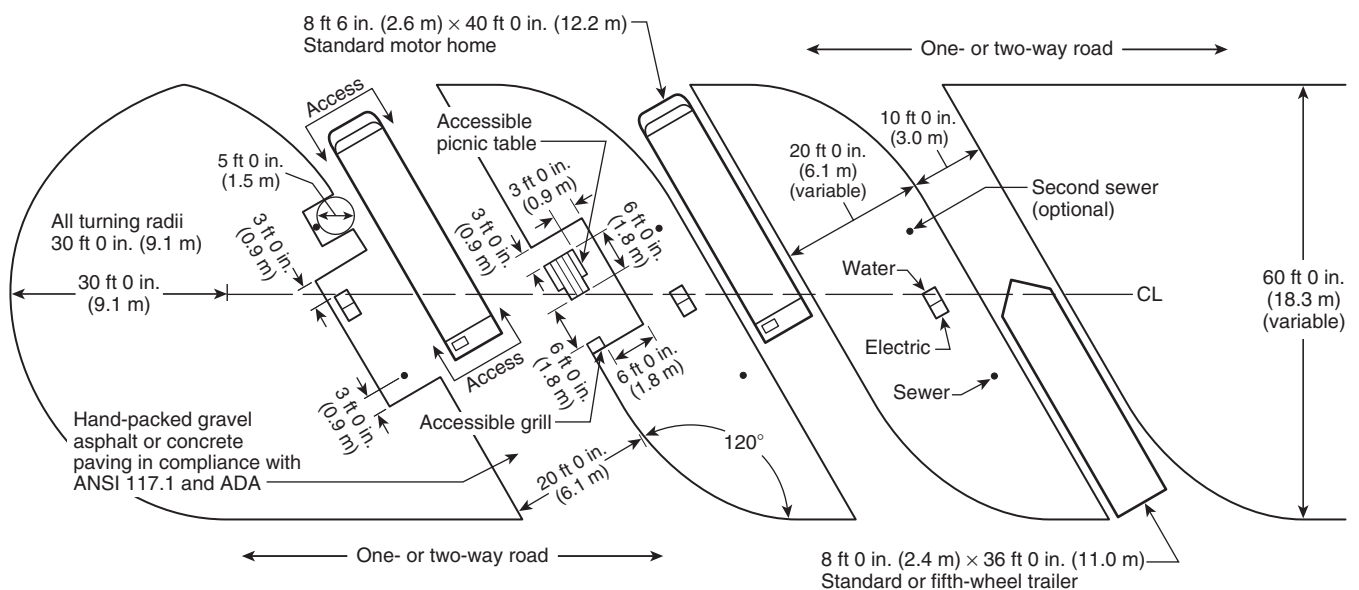 8 ft 6 in. (2.6 m) × 40 ft 0 in. (12.2 m)
Standard motor home
One- or two-way road
Access
Accessible
picnic table
10 ft 0 in.
(3.0 m)
20 ft 0 in.
(6.1 m)
(variable)
5 ft 0 in.
(1.5 m)
3 ft 0 in.
(0.9 m)
Second sewer
(optional)
All turning radii
30 ft 0 in. (9.1 m)
3 ft 0 in.
(0.9 m)
3 ft 0 in.
(0.9 m)
6 ft 0 in.
(1.8 m)
30 ft 0 in.
(9.1 m)
Water
CL
60 ft 0 in.
(18.3 m)
(variable)
Electric
Access
6 ft 0 in.
(1.8 m)
6 ft 0 in.
(1.8 m)
Sewer
3 ft 0 in.
(0.9 m)
Accessible grill
Hand-packed gravel
asphalt or concrete
paving in compliance with
ANSI 117.1 and ADA
120°
20 ft 0 in.
(6.1 m)
One- or two-way road
8 ft 0 in. (2.4 m) × 36 ft 0 in. (11.0 m)
Standard or fifth-wheel trailer